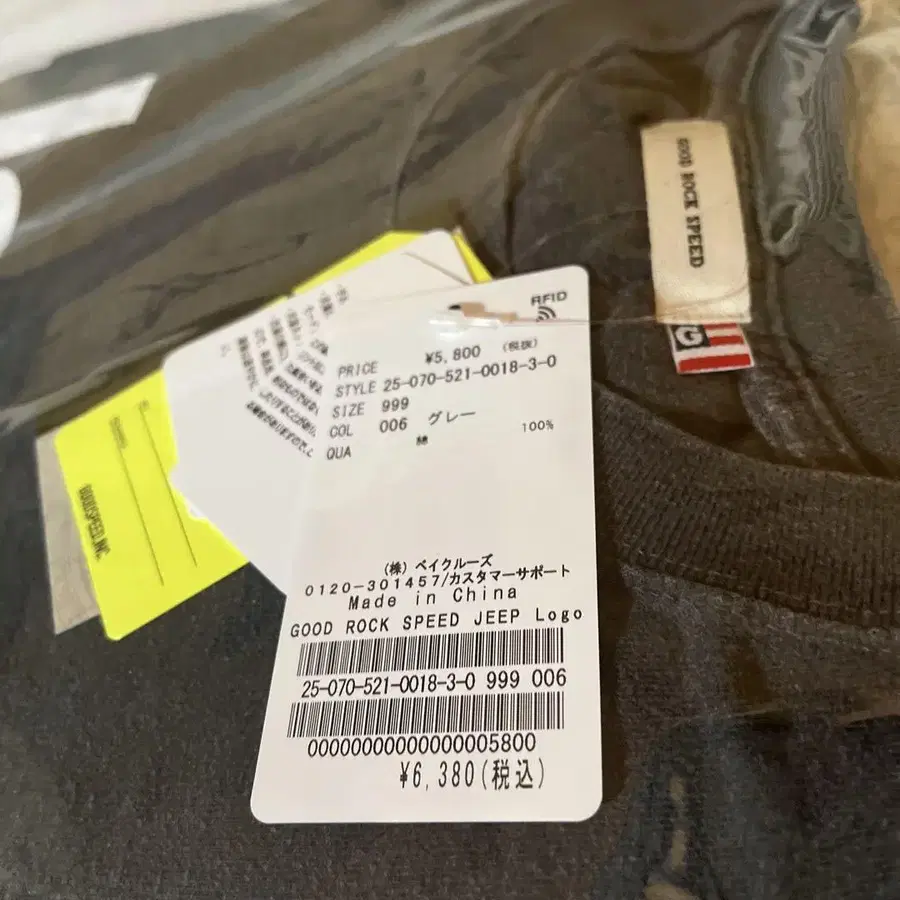 GOOD ROCK SPEED
G
RFID
PRICE ¥5,800 (税抜)
STYLE 25-070-521-0018-3-0
SIZE 999
COL 006 グレー
QUA 綿 100%
(株) ベイクルーズ
0120-301457/カスタマーサポート
Made in China
GOOD ROCK SPEED JEEP Logo
25-070-521-0018-3-0 999 006
00000000000000005800
¥6,380(税込)